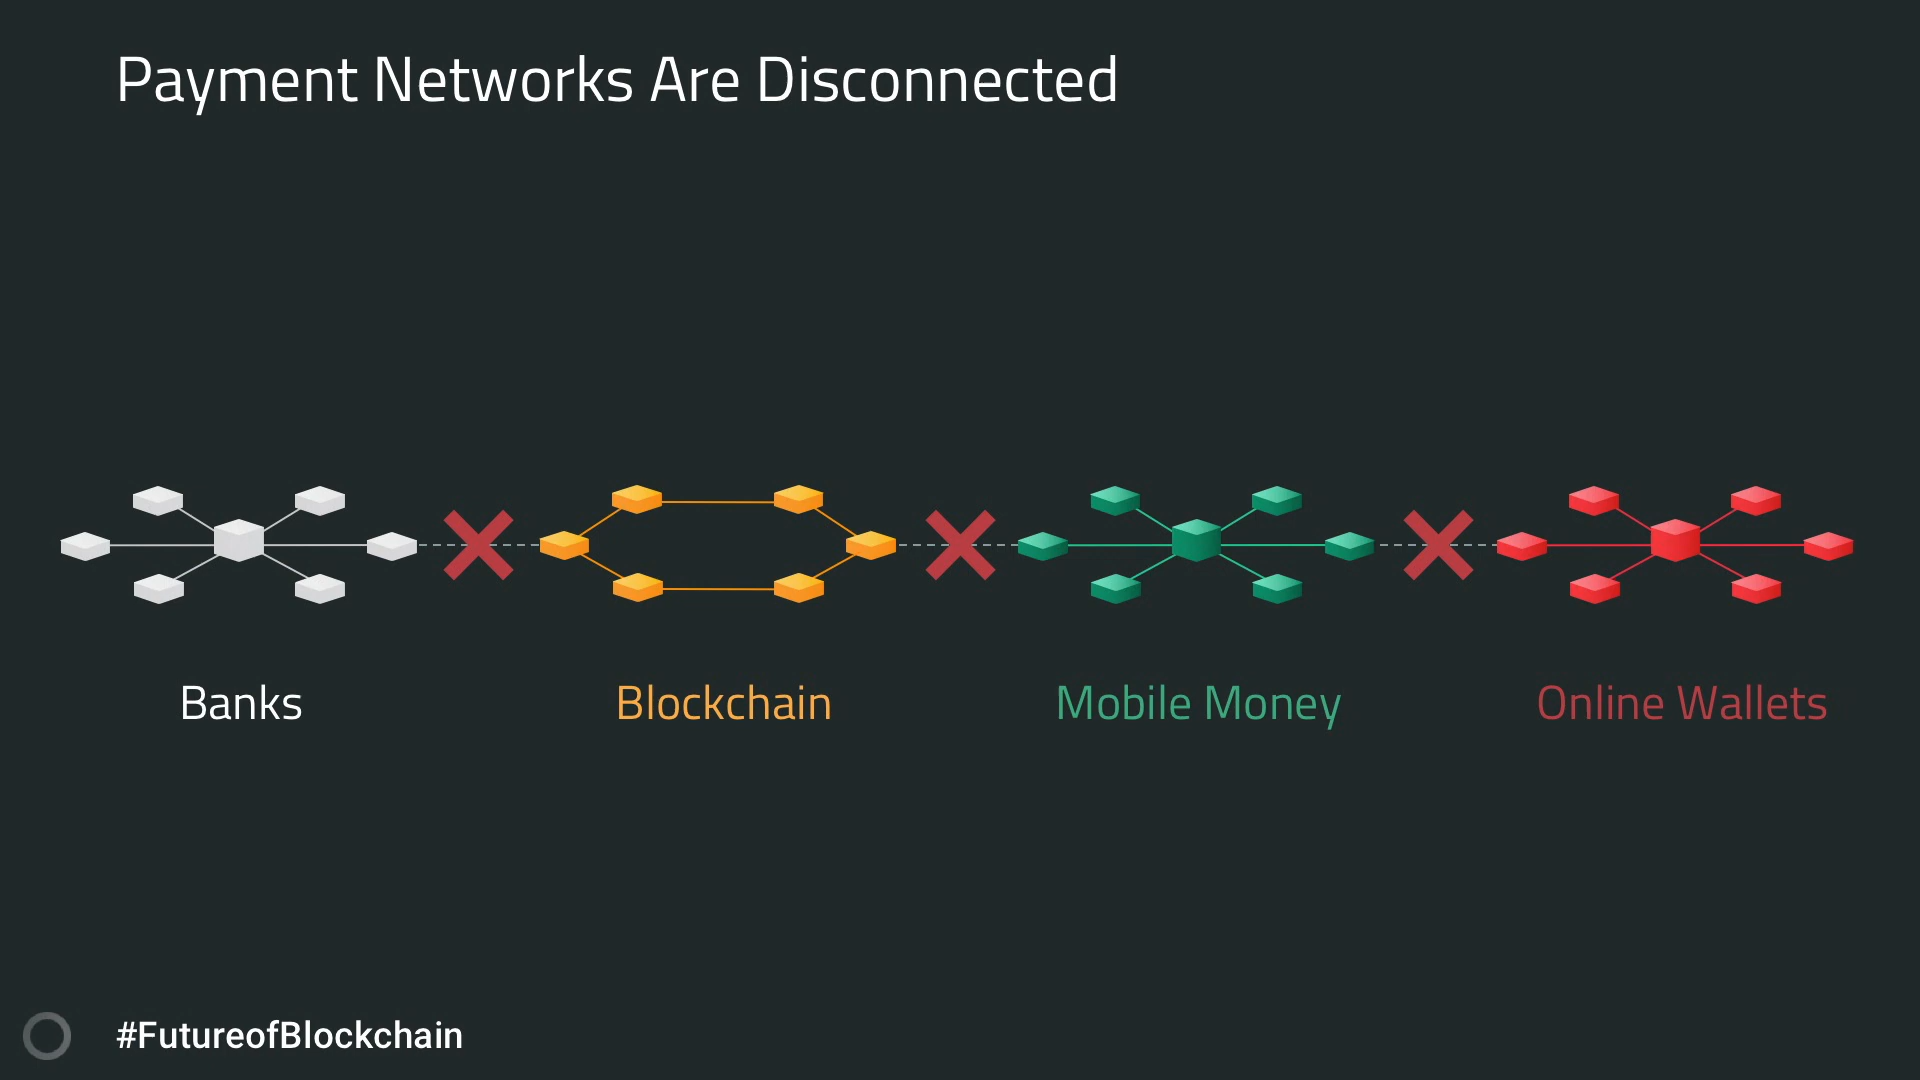 Payment Networks Are Disconnected
Banks
Blockchain
Mobile Money
Online Wallets
#FutureofBlockchain